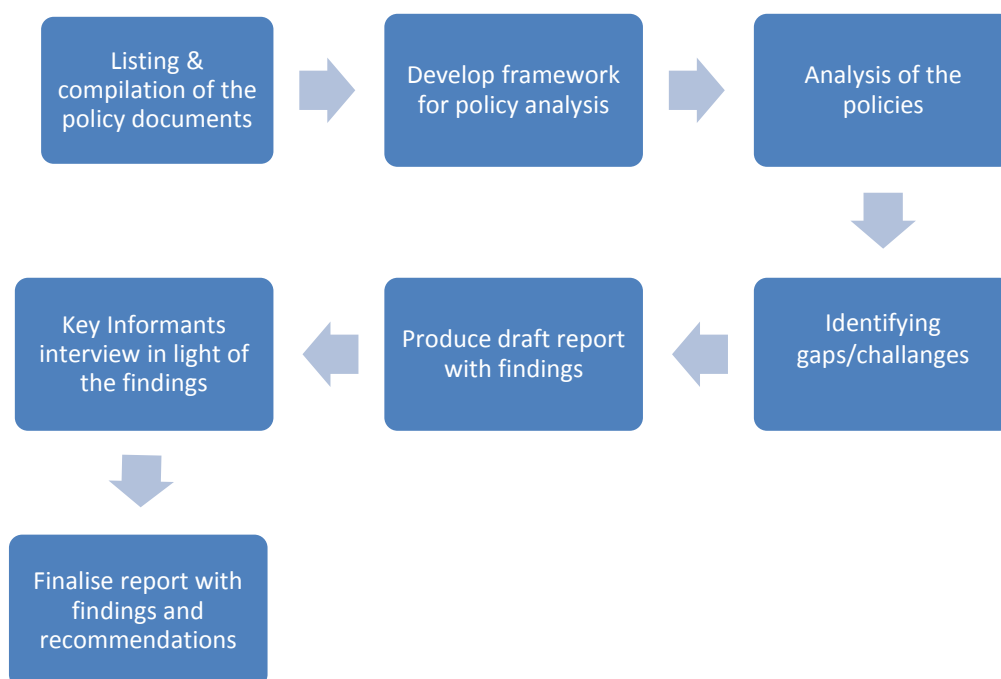 Listing &
compilation of the
policy documents
Develop framework
for policy analysis
Analysis of the
policies
Identifying
gaps/challanges
Produce draft report
with findings
Key Informants
interview in light of
the findings
Finalise report with
findings and
recommendations